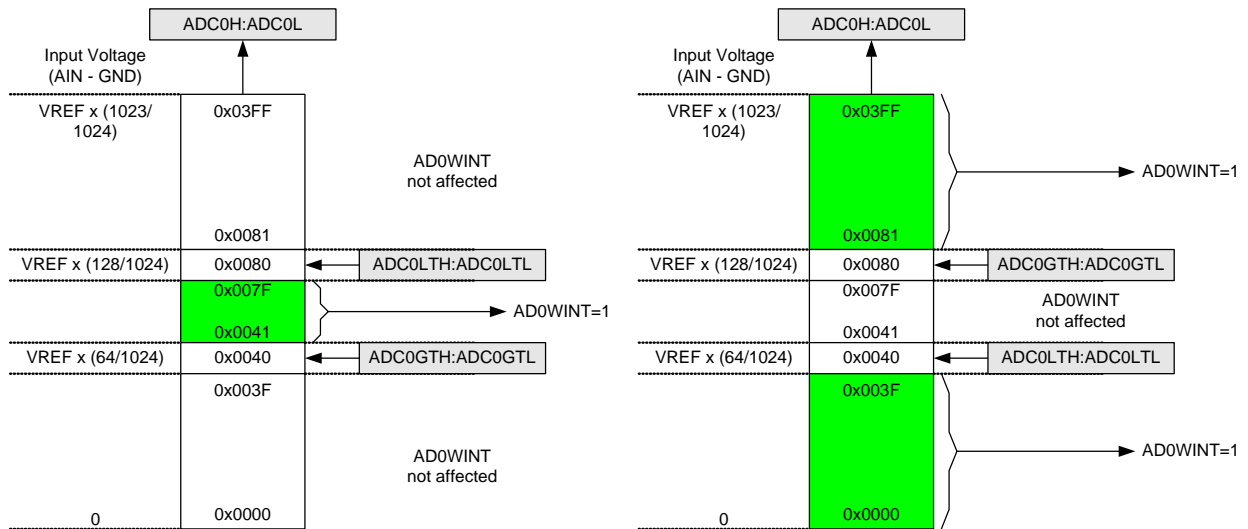 ADC0H:ADC0L
Input Voltage
(AIN - GND)
VREF x (1023/
1024)
0x03FF
AD0WINT
not affected
0x0081
VREF x (128/1024)
0x0080
ADC0LTH:ADC0LTL
0x007F
AD0WINT=1
0x0041
VREF x (64/1024)
0x0040
ADC0GTH:ADC0GTL
0x003F
AD0WINT
not affected
0
0x0000
ADC0H:ADC0L
Input Voltage
(AIN - GND)
VREF x (1023/
1024)
0x03FF
AD0WINT=1
0x0081
VREF x (128/1024)
0x0080
ADC0GTH:ADC0GTL
0x007F
AD0WINT
not affected
0x0041
VREF x (64/1024)
0x0040
ADC0LTH:ADC0LTL
0x003F
AD0WINT=1
0
0x0000